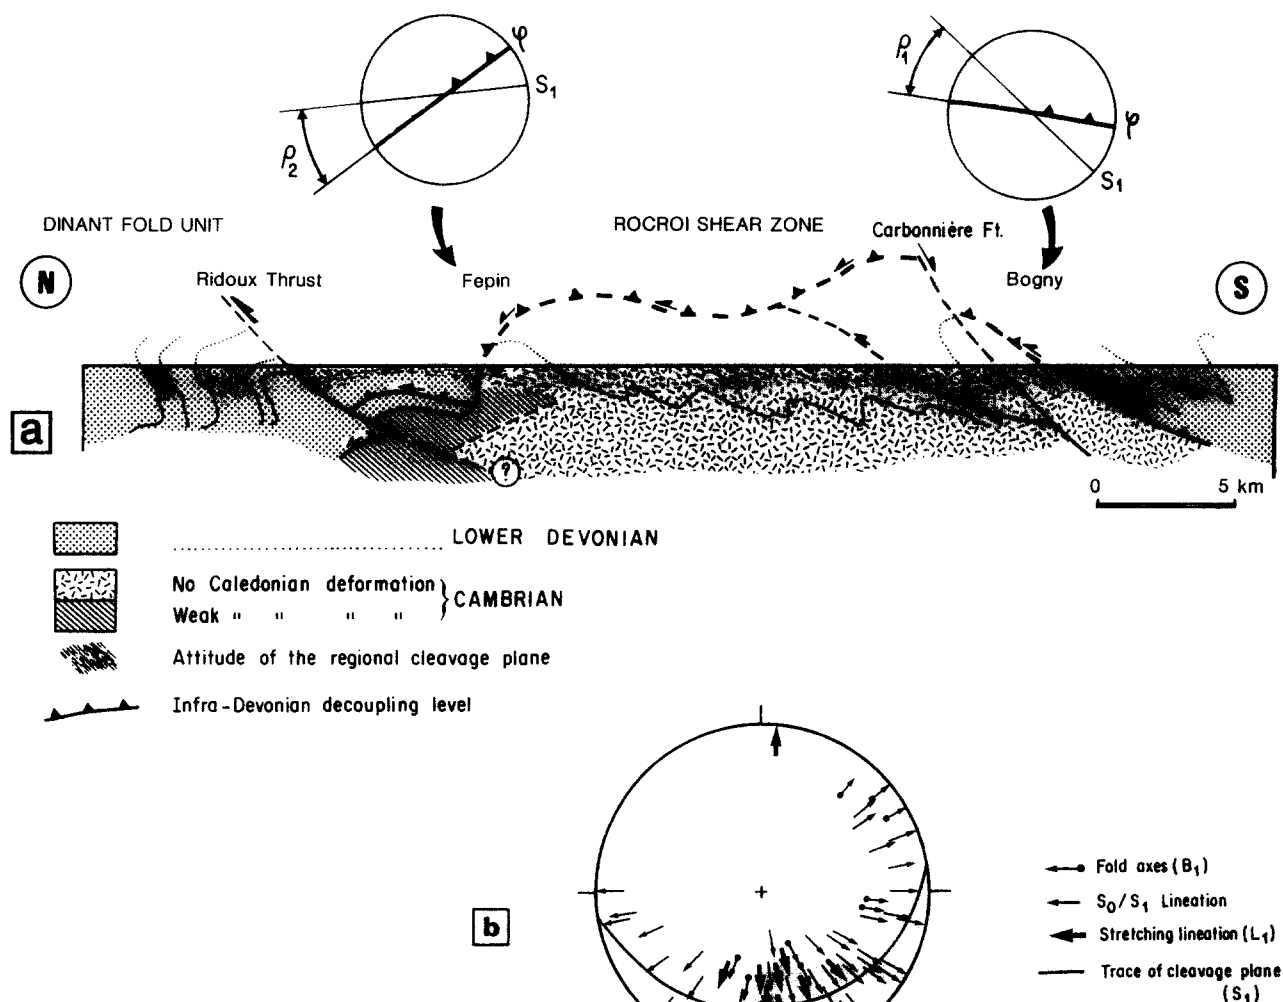 φ
S1
ρ2
ρ1
φ
S1
DINANT FOLD UNIT
ROCROI SHEAR ZONE
Carbonnière Ft.
N
Ridoux Thrust
Fepin
Bogny
S
a
?
0 5 km
LOWER DEVONIAN
No Caledonian deformation
Weak " " " "
} CAMBRIAN
Attitude of the regional cleavage plane
Infra-Devonian decoupling level
b
Fold axes (B1)
S0/S1 Lineation
Stretching lineation (L1)
Trace of cleavage plane
(S1)